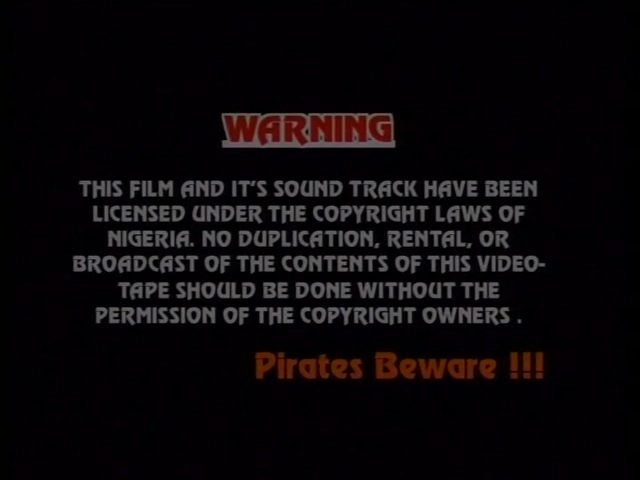 WARNING
THIS FILM AND IT'S SOUND TRACK HAVE BEEN
LICENSED UNDER THE COPYRIGHT LAWS OF
NIGERIA. NO DUPLICATION, RENTAL, OR
BROADCAST OF THE CONTENTS OF THIS VIDEO-
TAPE SHOULD BE DONE WITHOUT THE
PERMISSION OF THE COPYRIGHT OWNERS .
Pirates Beware !!!